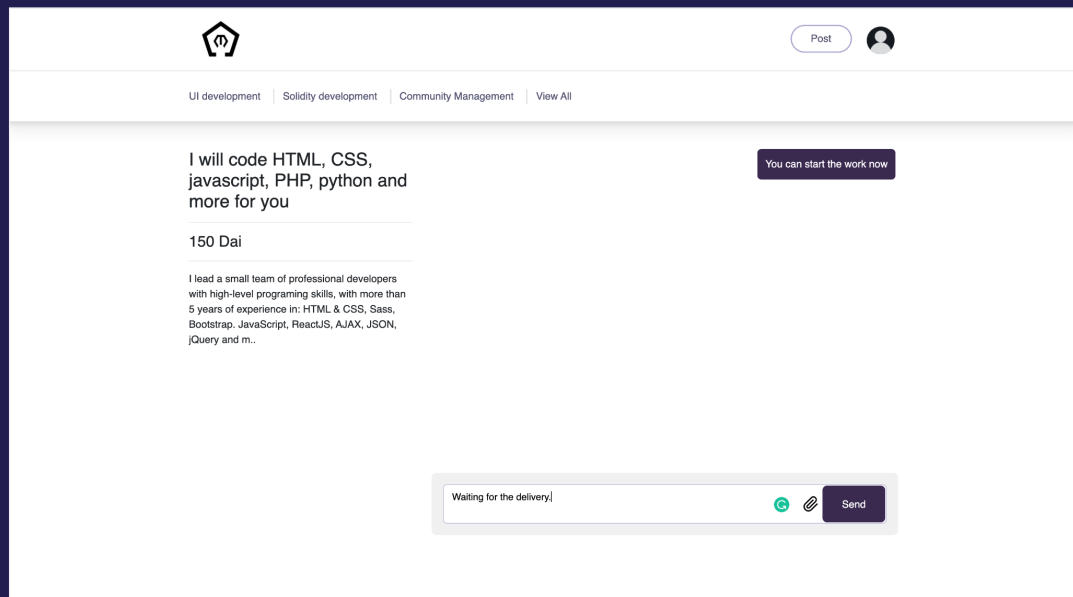 Post
UI development
Solidity development
Community Management
View All
I will code HTML, CSS,
javascript, PHP, python and
more for you
150 Dai
I lead a small team of professional developers
with high-level programing skills, with more than
5 years of experience in: HTML & CSS, Sass,
Bootstrap. JavaScript, ReactJS, AJAX, JSON,
jQuery and m..
You can start the work now
Waiting for the delivery.
Send